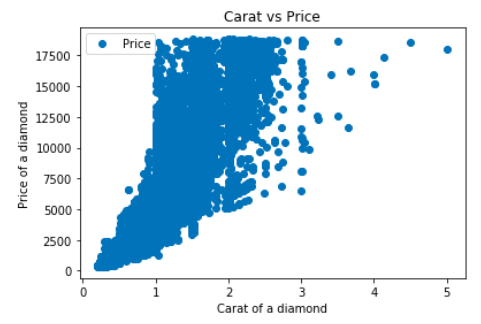 Carat vs Price
Price
17500
15000
12500
10000
7500
5000
2500
0
Price of a diamond
0 1 2 3 4 5
Carat of a diamond